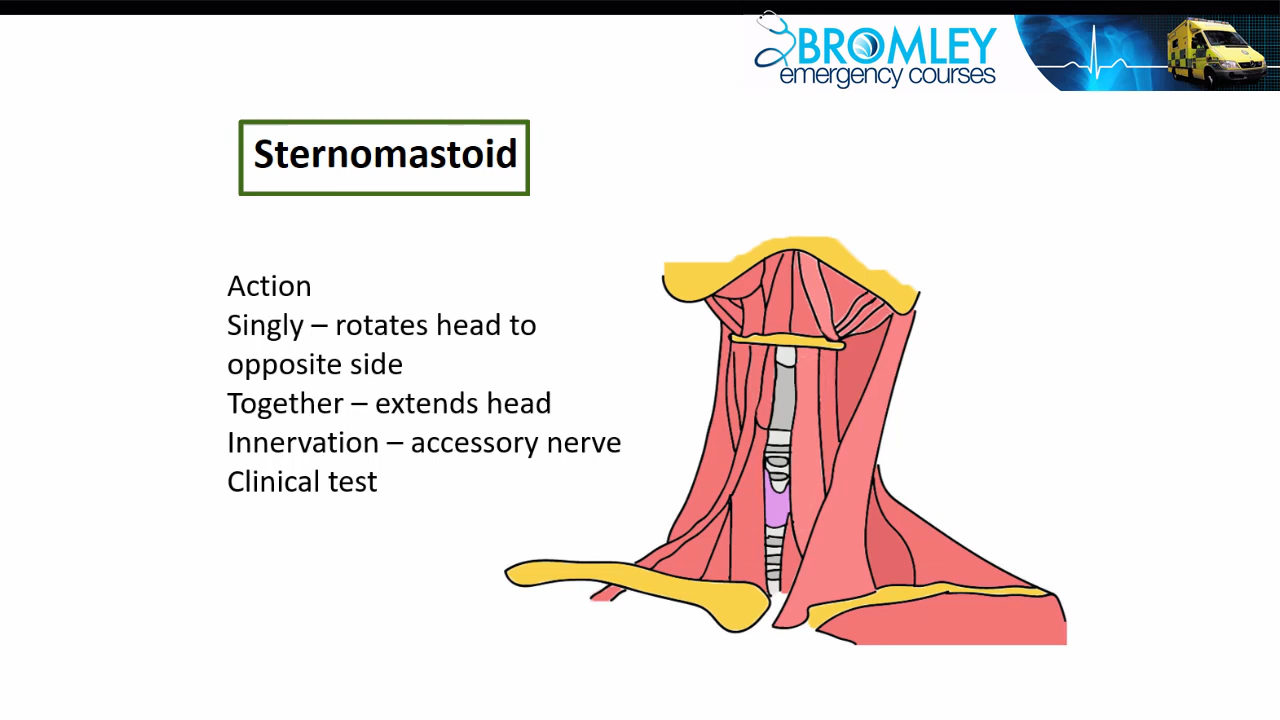 BROMLEY
emergency courses
Sternomastoid
Action
Singly – rotates head to
opposite side
Together – extends head
Innervation – accessory nerve
Clinical test